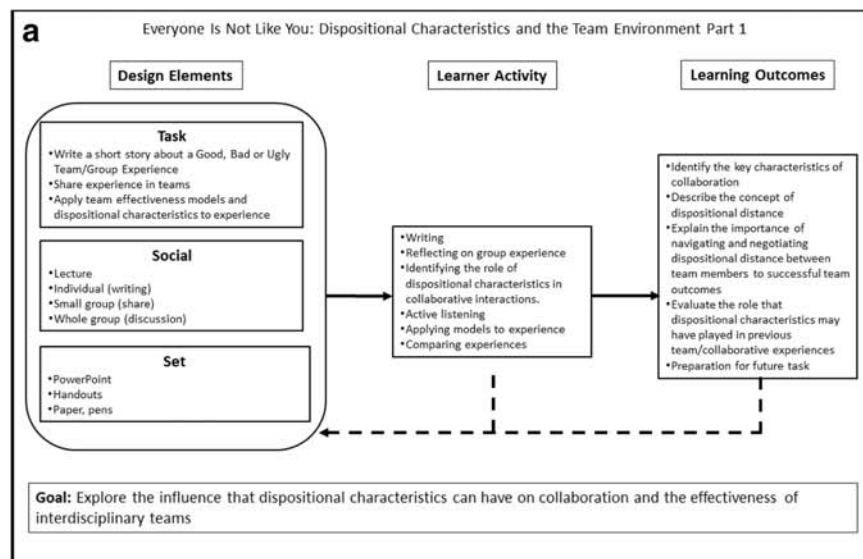 a
Everyone Is Not Like You: Dispositional Characteristics and the Team Environment Part 1
Design Elements
Task
•Write a short story about a Good, Bad or Ugly
Team/Group Experience
•Share experience in teams
•Apply team effectiveness models and
dispositional characteristics to experience
Social
•Lecture
•Individual (writing)
•Small group (share)
•Whole group (discussion)
Set
•PowerPoint
•Handouts
•Paper, pens
Learner Activity
•Writing
•Reflecting on group experience
•Identifying the role of
dispositional characteristics in
collaborative interactions.
•Active listening
•Applying models to experience
•Comparing experiences
Learning Outcomes
•Identify the key characteristics of
collaboration
•Describe the concept of
dispositional distance
•Explain the importance of
navigating and negotiating
dispositional distance between
team members to successful team
outcomes
•Evaluate the role that
dispositional characteristics may
have played in previous
team/collaborative experiences
•Preparation for future task
Goal: Explore the influence that dispositional characteristics can have on collaboration and the effectiveness of
interdisciplinary teams